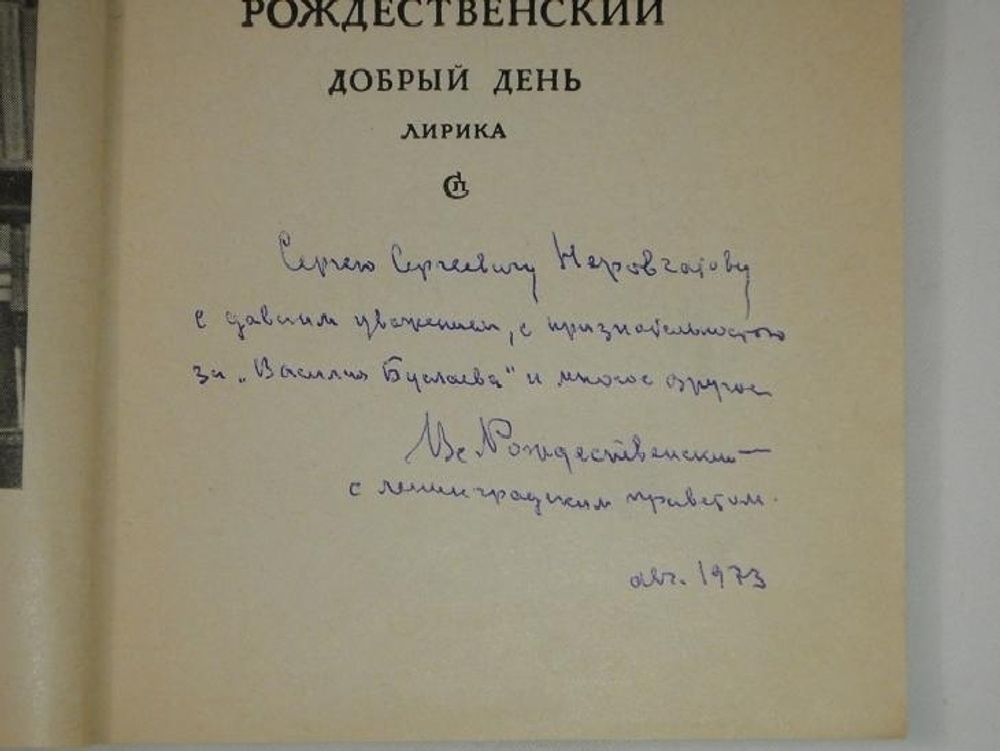 РОЖДЕСТВЕНСКИЙ
ДОБРЫЙ ДЕНЬ
ЛИРИКА
Сергею Сергеевичу Наровчатову
с давним уважением, с признательностью
за „Василия Буслаева" и многое другое
Вс Рождественский —
с ленинградским приветом.
авг. 1973